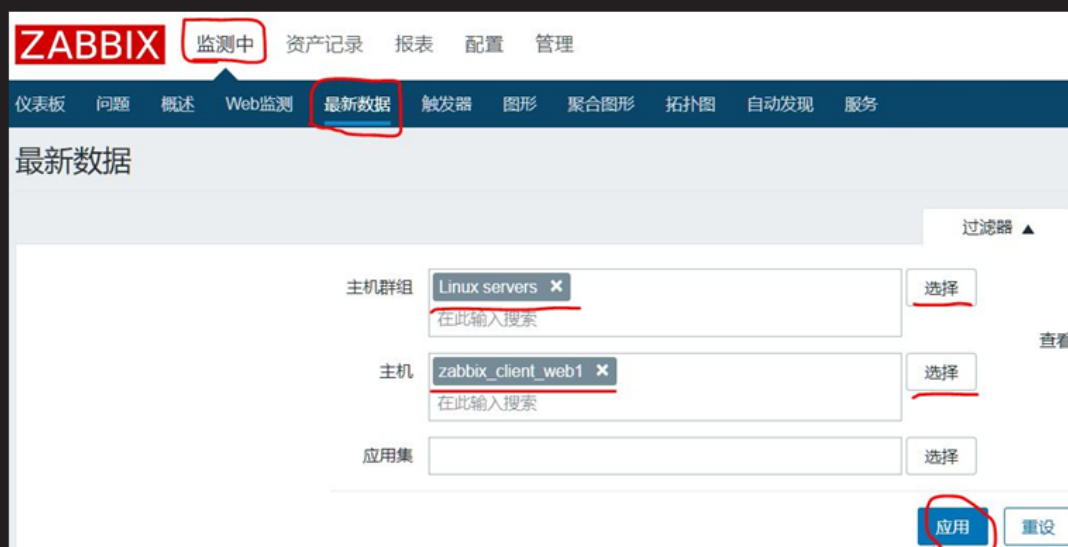 ZABBIX 监测中 资产记录 报表 配置 管理
仪表板 问题 概述 Web监测 最新数据 触发器 图形 聚合图形 拓扑图 自动发现 服务
最新数据
过滤器 ▲
主机群组 Linux servers ✕ 选择
在此输入搜索
查看
主机 zabbix_client_web1 ✕ 选择
在此输入搜索
应用集 选择
应用 重设